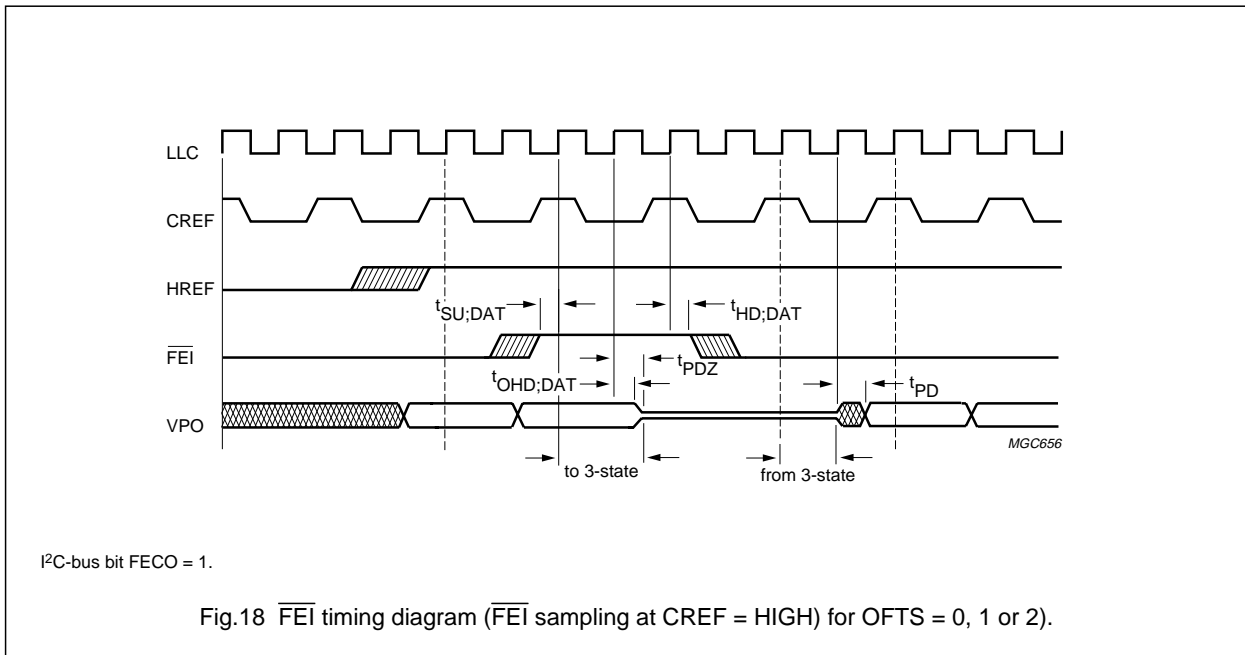 LLC
CREF
HREF
tSU;DAT
tHD;DAT
FEI
tPDZ
tOHD;DAT
tPD
VPO
MGC656
to 3-state
from 3-state
I2C-bus bit FECO = 1.
Fig.18 FEI timing diagram (FEI sampling at CREF = HIGH) for OFTS = 0, 1 or 2).